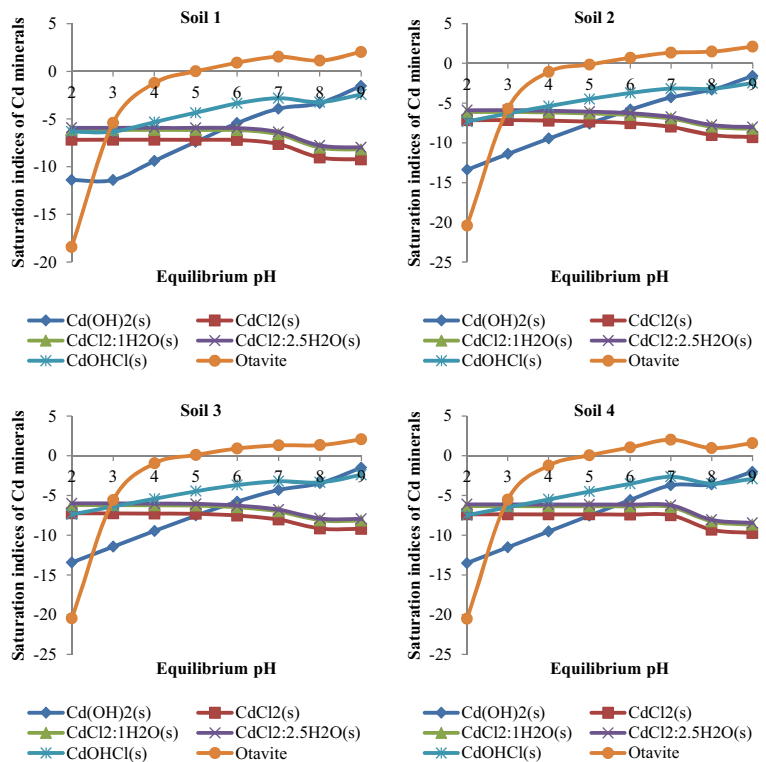 Soil 1
Saturation indices of Cd minerals
5
0
-5
-10
-15
-20
2 3 4 5 6 7 8 9
Equilibrium pH
Cd(OH)2(s) CdCl2(s)
CdCl2:1H2O(s) CdCl2:2.5H2O(s)
CdOHCl(s) Otavite
Soil 2
Saturation indices of Cd minerals
5
0
-5
-10
-15
-20
-25
2 3 4 5 6 7 8 9
Equilibrium pH
Cd(OH)2(s) CdCl2(s)
CdCl2:1H2O(s) CdCl2:2.5H2O(s)
CdOHCl(s) Otavite
Soil 3
Saturation indices of Cd minerals
5
0
-5
-10
-15
-20
-25
2 3 4 5 6 7 8 9
Equilibrium pH
Cd(OH)2(s) CdCl2(s)
CdCl2:1H2O(s) CdCl2:2.5H2O(s)
CdOHCl(s) Otavite
Soil 4
Saturation indices of Cd minerals
5
0
-5
-10
-15
-20
-25
2 3 4 5 6 7 8 9
Equilibrium pH
Cd(OH)2(s) CdCl2(s)
CdCl2:1H2O(s) CdCl2:2.5H2O(s)
CdOHCl(s) Otavite